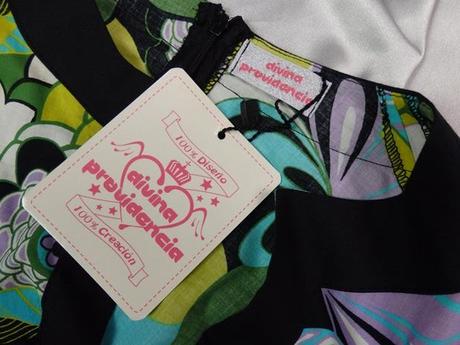 divina
providencia
100% Diseño
divina
providencia
100% Creación